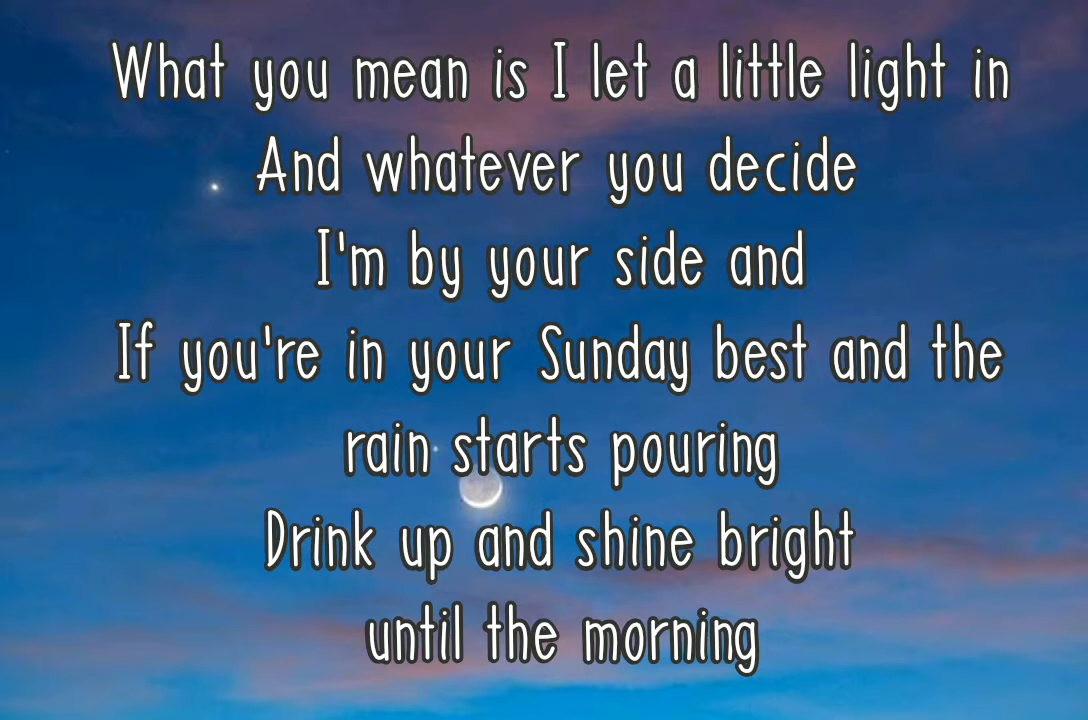 What you mean is I let a little light in
And whatever you decide
I'm by your side and
If you're in your Sunday best and the
rain starts pouring
Drink up and shine bright
until the morning